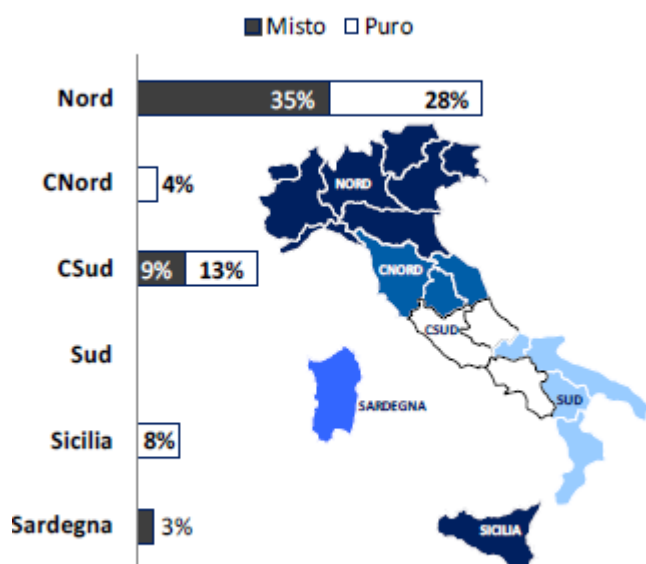 Misto Puro
Nord 35% 28%
CNord 4%
CSud 9% 13%
Sud
Sicilia 8%
Sardegna 3%
NORD
CNORD
CSUD
SARDEGNA
SUD
SICILIA